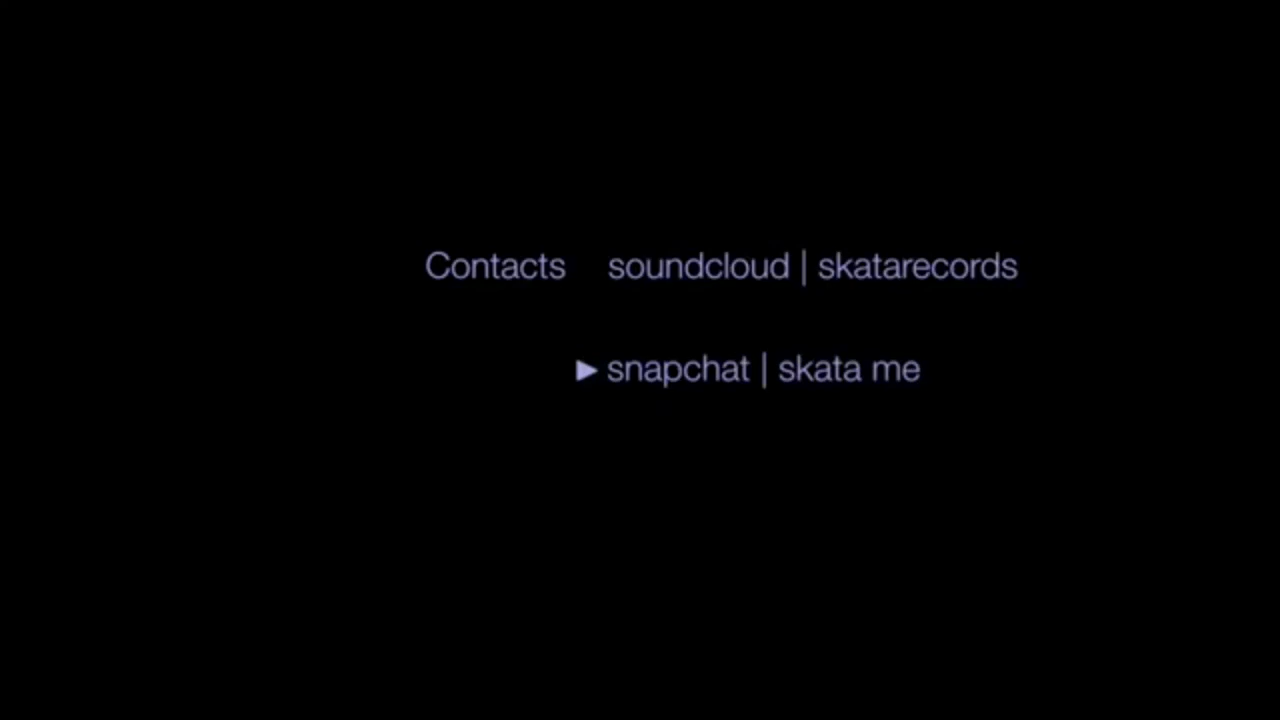 Contacts soundcloud | skatarecords
▶ snapchat | skata me